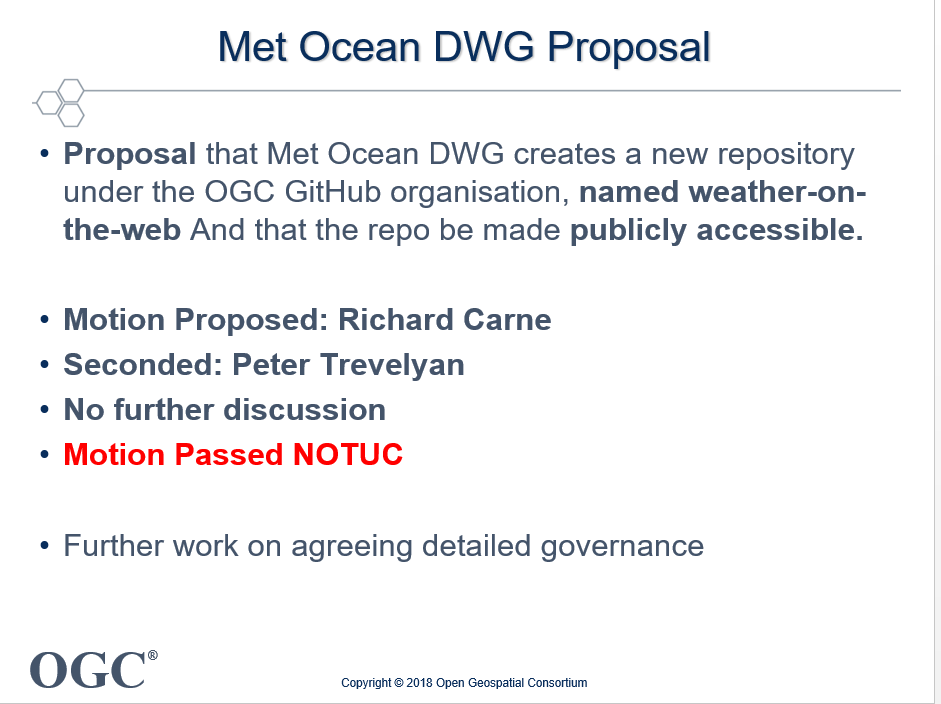 Met Ocean DWG Proposal
• Proposal that Met Ocean DWG creates a new repository
under the OGC GitHub organisation, named weather-on-
the-web And that the repo be made publicly accessible.
• Motion Proposed: Richard Carne
• Seconded: Peter Trevelyan
• No further discussion
• Motion Passed NOTUC
• Further work on agreeing detailed governance
OGC®
Copyright © 2018 Open Geospatial Consortium